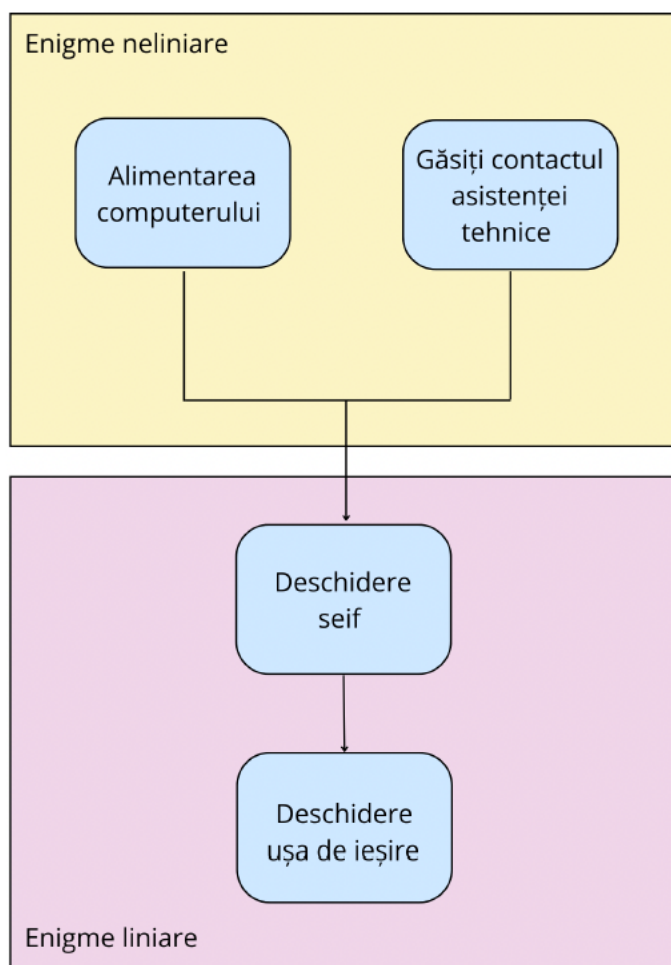 Enigme neliniare
Alimentarea
computerului
Găsiți contactul
asistenței
tehnice
Deschidere
seif
Deschidere
ușa de ieșire
Enigme liniare